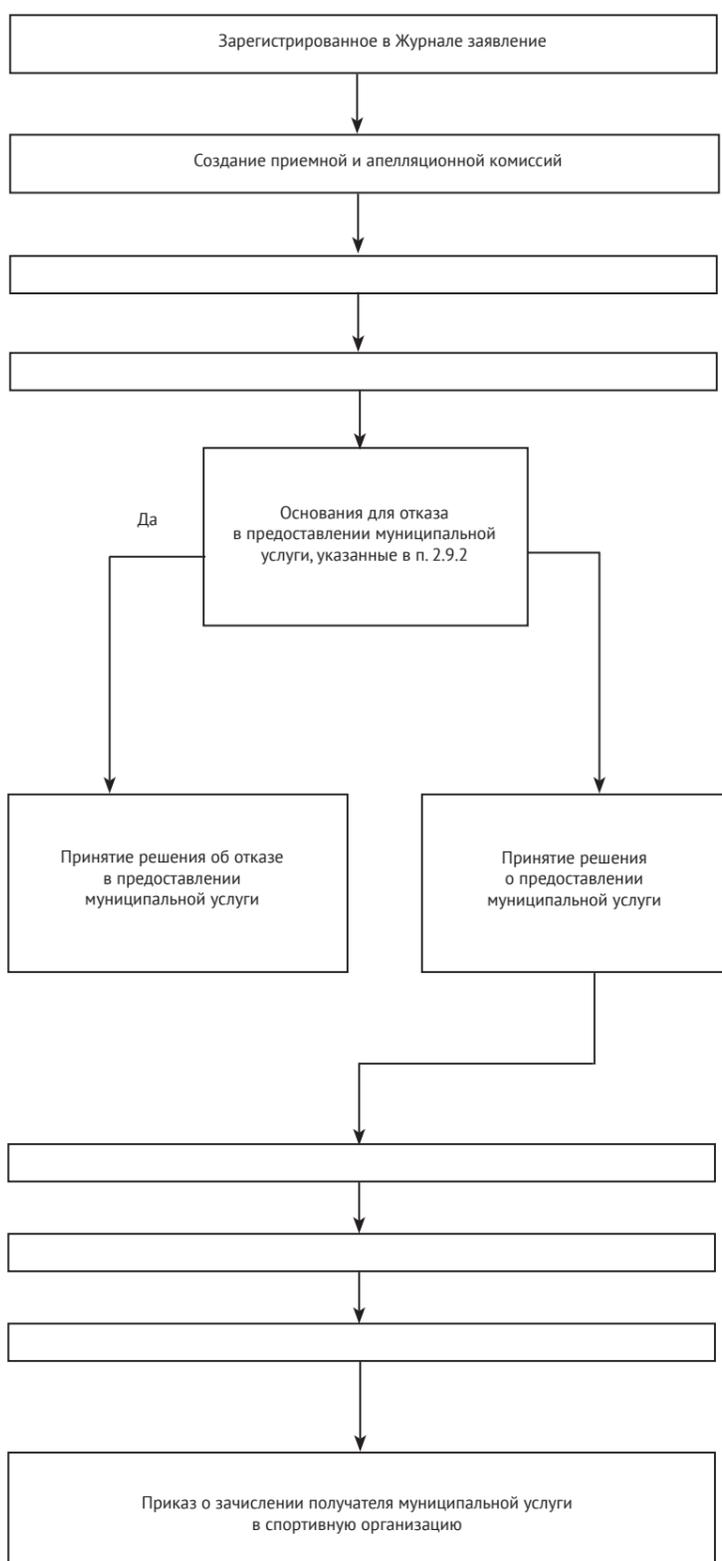 Зарегистрированное в Журнале заявление
Создание приемной и апелляционной комиссий
Основания для отказа
в предоставлении муниципальной
услуги, указанные в п. 2.9.2
Да
Принятие решения об отказе
в предоставлении
муниципальной услуги
Принятие решения
о предоставлении
муниципальной услуги
Приказ о зачислении получателя муниципальной услуги
в спортивную организацию